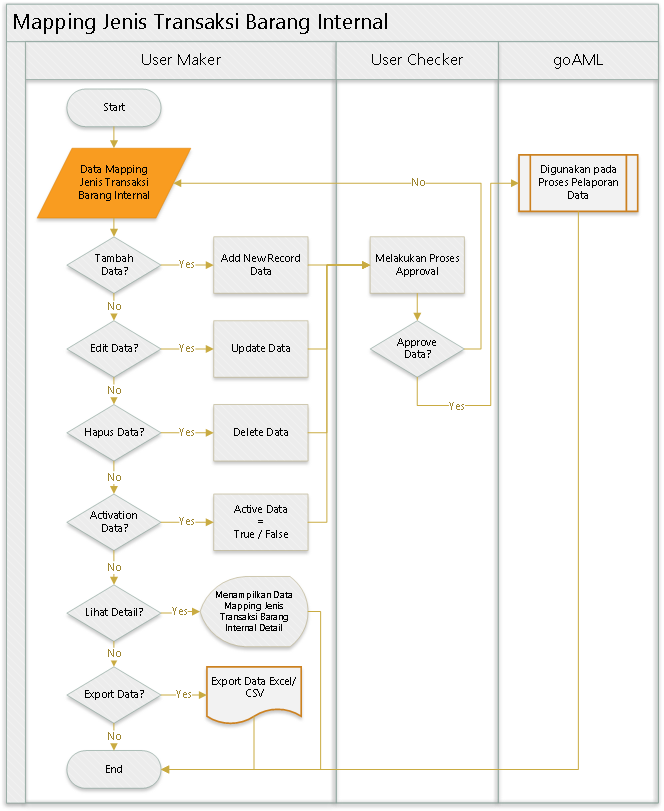 Mapping Jenis Transaksi Barang Internal
User Maker
User Checker
goAML
Start
Data Mapping
Jenis Transaksi
Barang Internal
No
Digunakan pada
Proses Pelaporan
Data
Tambah
Data?
Yes
Add New Record
Data
Melakukan Proses
Approval
No
Edit Data?
Yes
Update Data
Approve
Data?
Yes
No
Hapus Data?
Yes
Delete Data
No
Activation
Data?
Yes
Active Data
=
True / False
No
Lihat Detail?
Yes
Menampilkan Data
Mapping Jenis
Transaksi Barang
Internal Detail
No
Export Data?
Yes
Export Data Excel/
CSV
No
End